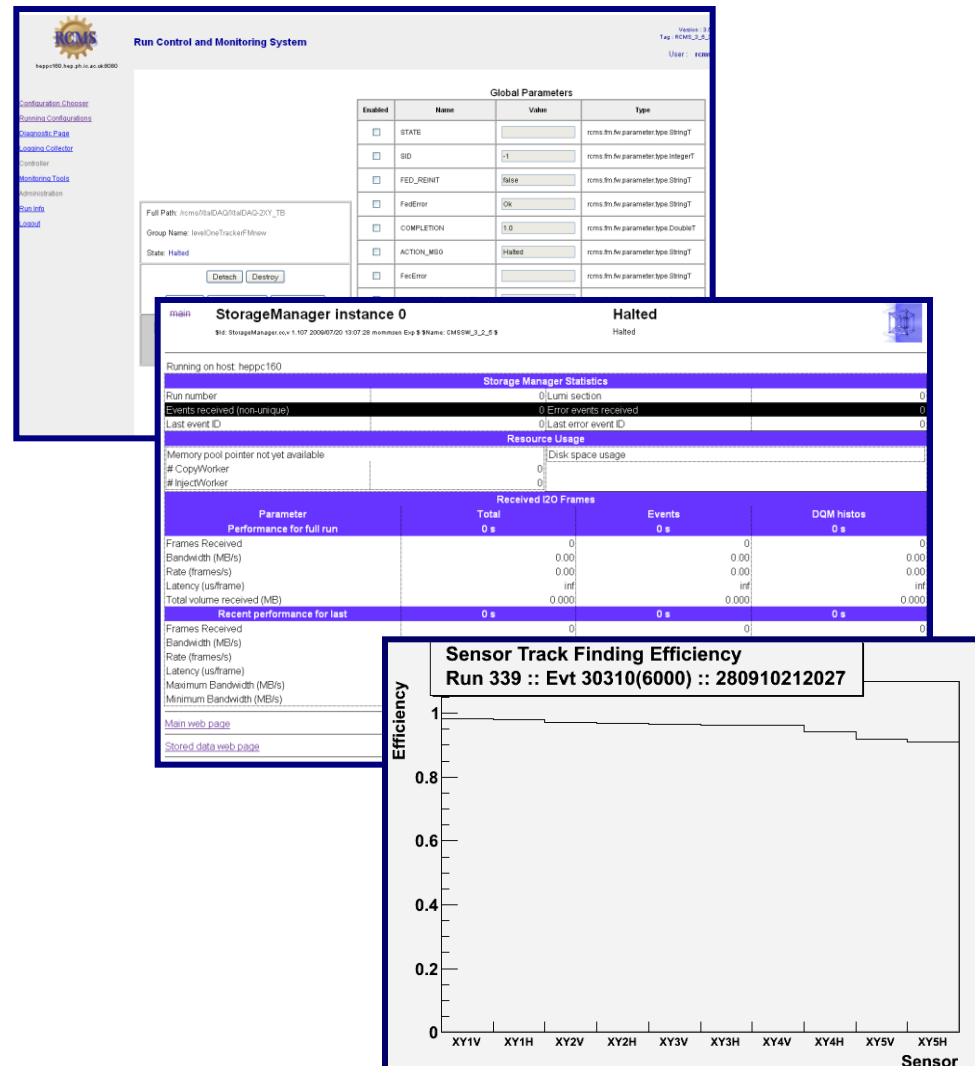 RCMS
heppc160.hep.ph.ic.ac.uk:8080
Run Control and Monitoring System
Tag : RCMS_3_5_
User :
Configuration Chooser
Running Configurations
Diagnostic Page
Logging Collector
Controller
Monitoring Tools
Administration
Run Info
Logout
Full Path: /rcms/XtalDAQ/XtalDAQ-2XY_TB
Group Name: levelOneTrackerFMnew
State: Halted
Detach Destroy
Global Parameters
Enabled Name Value Type
STATE rcms.fm.fw.parameter.type.StringT
SID -1 rcms.fm.fw.parameter.type.IntegerT
FED_REINIT false rcms.fm.fw.parameter.type.StringT
FedError Ok rcms.fm.fw.parameter.type.StringT
COMPLETION 1.0 rcms.fm.fw.parameter.type.DoubleT
ACTION_MSG Halted rcms.fm.fw.parameter.type.StringT
FecError rcms.fm.fw.parameter.type.StringT
main StorageManager instance 0 Halted
$Id: StorageManager.cc,v 1.107 2009/07/20 13:07:28 mommsen Exp $ $Name: CMSSW_3_2_5 $ Halted
Running on host: heppc160
Storage Manager Statistics
Run number 0 Lumi section 0
Events received (non-unique) 0 Error events received 0
Last event ID 0 Last error event ID 0
Resource Usage
Memory pool pointer not yet available Disk space usage
# CopyWorker 0
# InjectWorker 0
Received I2O Frames
Parameter Total Events DQM histos
Performance for full run 0 s 0 s 0 s
Frames Received 0 0 0
Bandwidth (MB/s) 0.00 0.00 0.00
Rate (frames/s) 0.00 0.00 0.00
Latency (us/frame) inf inf inf
Total volume received (MB) 0.000 0.000 0.000
Recent performance for last 0 s 0 s 0 s
Frames Received 0 0 0
Bandwidth (MB/s)
Rate (frames/s)
Latency (us/frame)
Maximum Bandwidth (MB/s)
Minimum Bandwidth (MB/s)
Main web page
Stored data web page
Sensor Track Finding Efficiency
Run 339 :: Evt 30310(6000) :: 280910212027
Efficiency
1
0.8
0.6
0.4
0.2
0
XY1V XY1H XY2V XY2H XY3V XY3H XY4V XY4H XY5V XY5H
Sensor